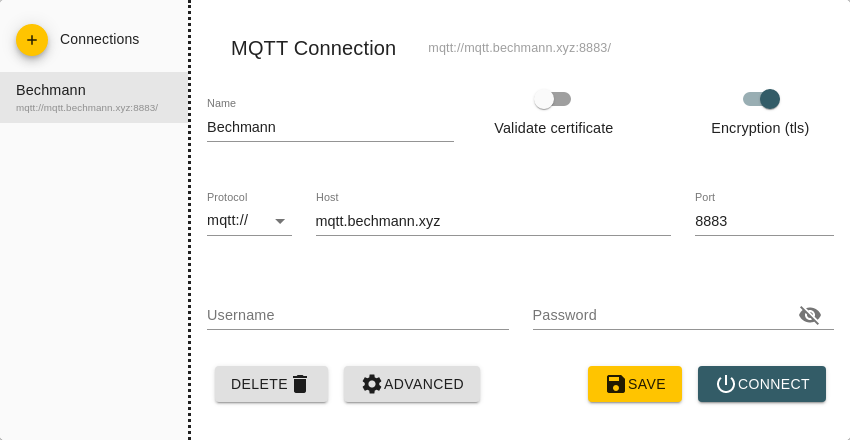 Connections
Bechmann
mqtt://mqtt.bechmann.xyz:8883/
MQTT Connection mqtt://mqtt.bechmann.xyz:8883/
Name
Bechmann
Validate certificate
Encryption (tls)
Protocol Host Port
mqtt:// mqtt.bechmann.xyz 8883
Username Password
DELETE ADVANCED SAVE CONNECT